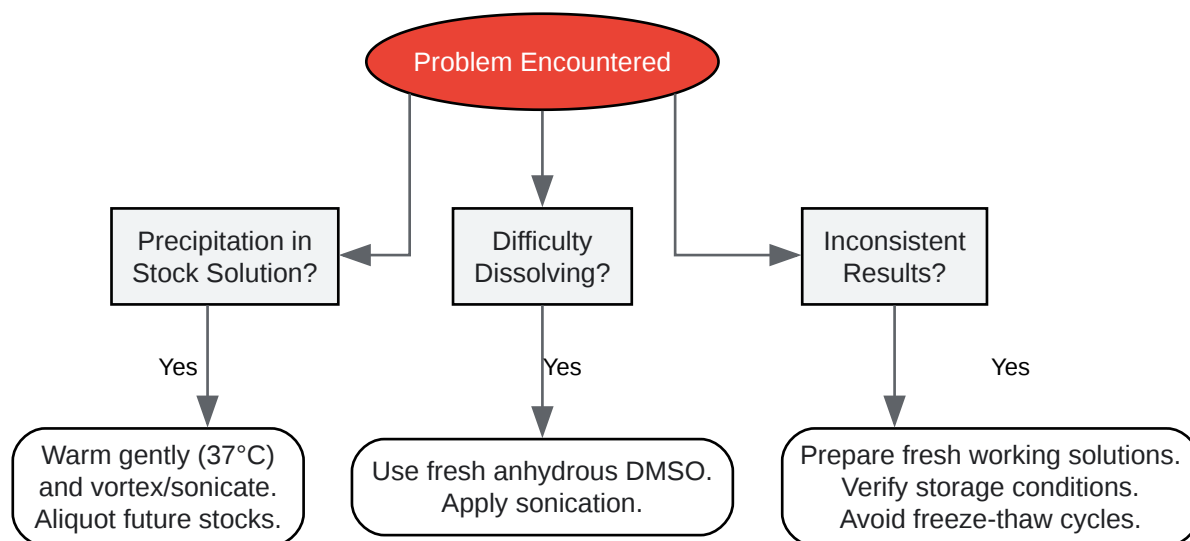 Problem Encountered
Precipitation in
Stock Solution?
Difficulty
Dissolving?
Inconsistent
Results?
Yes
Yes
Yes
Warm gently (37°C)
and vortex/sonicate.
Aliquot future stocks.
Use fresh anhydrous DMSO.
Apply sonication.
Prepare fresh working solutions.
Verify storage conditions.
Avoid freeze-thaw cycles.